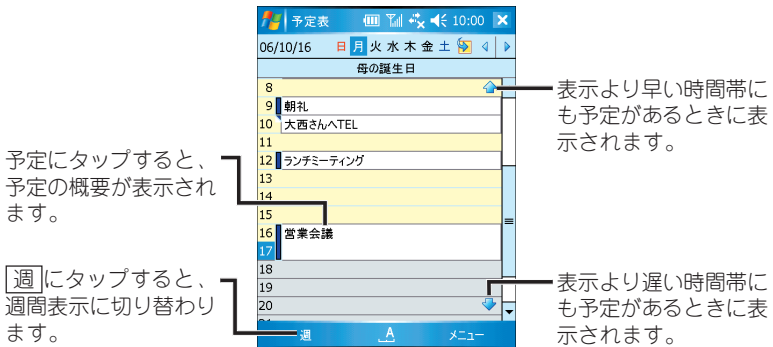 予定表 10:00
06/10/16 日 月 火 水 木 金 土
母の誕生日
8
9 朝礼
10 大西さんへTEL
11
12 ランチミーティング
13
14
15
16 営業会議
17
18
19
20
週 A メニュー
予定にタップすると、
予定の概要が表示され
ます。
週にタップすると、
週間表示に切り替わり
ます。
表示より早い時間帯に
も予定があるときに表
示されます。
表示より遅い時間帯に
も予定があるときに表
示されます。